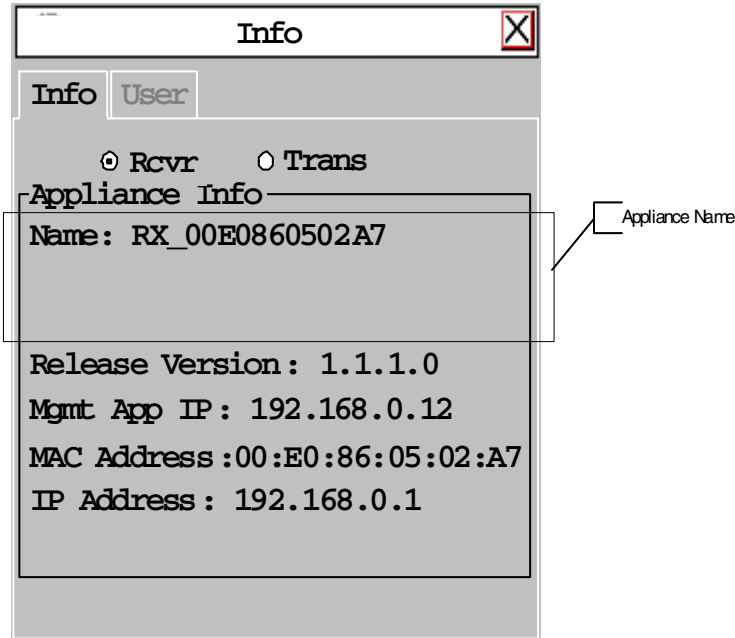 Info
X
Info User
Rcvr Trans
Appliance Info
Name: RX_00E0860502A7
Appliance Name
Release Version: 1.1.1.0
Mgmt App IP: 192.168.0.12
MAC Address:00:E0:86:05:02:A7
IP Address: 192.168.0.1